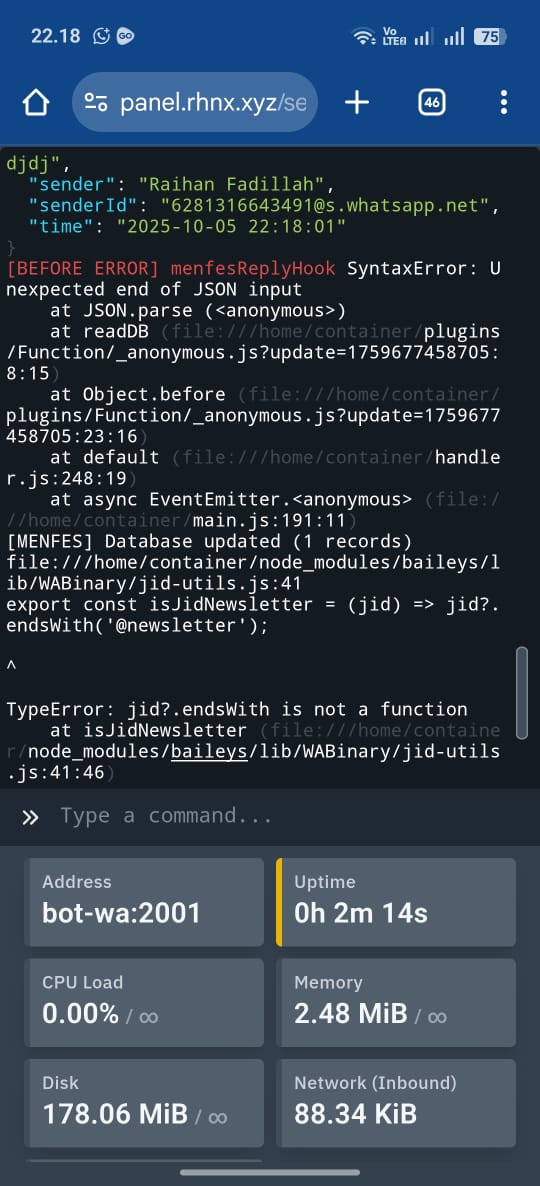 22.18 GO Vo LTE2 75
panel.rhnx.xyz/se 46
djdj",
"sender": "Raihan Fadillah",
"senderId": "6281316643491@s.whatsapp.net",
"time": "2025-10-05 22:18:01"
}
[BEFORE ERROR] menfesReplyHook SyntaxError: U
nexpected end of JSON input
at JSON.parse (<anonymous>)
at readDB (file:///home/container/plugins
/Function/_anonymous.js?update=1759677458705:
8:15)
at Object.before (file:///home/container/
plugins/Function/_anonymous.js?update=1759677
458705:23:16)
at default (file:///home/container/handle
r.js:248:19)
at async EventEmitter.<anonymous> (file:/
//home/container/main.js:191:11)
[MENFES] Database updated (1 records)
file:///home/container/node_modules/baileys/l
ib/WABinary/jid-utils.js:41
export const isJidNewsletter = (jid) => jid?.
endsWith('@newsletter');
^
TypeError: jid?.endsWith is not a function
at isJidNewsletter (file:///home/containe
r/node_modules/baileys/lib/WABinary/jid-utils
.js:41:46)
» Type a command...
Address
bot-wa:2001
Uptime
0h 2m 14s
CPU Load
0.00% / ∞
Memory
2.48 MiB / ∞
Disk
178.06 MiB / ∞
Network (Inbound)
88.34 KiB